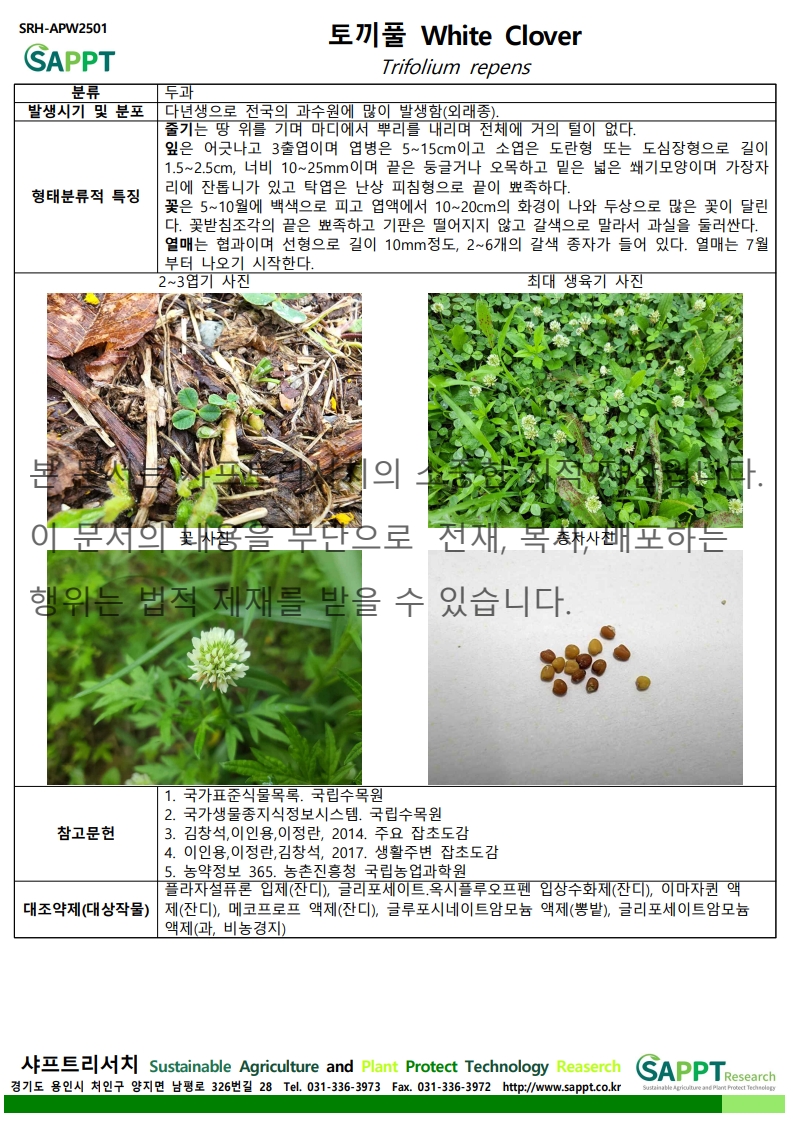 SRH-APW2501
토끼풀 White Clover
SAPPT
Trifolium repens
분류 두과
발생시기 및 분포 다년생으로 전국의 과수원에 많이 발생함(외래종).
형태분류적 특징
줄기는 땅 위를 기며 마디에서 뿌리를 내리며 전체에 거의 털이 없다.
잎은 어긋나고 3출엽이며 엽병은 5~15cm이고 소엽은 도란형 또는 도심장형으로 길이
1.5~2.5cm, 너비 10~25mm이며 끝은 둥글거나 오목하고 밑은 넓은 쐐기모양이며 가장자
리에 잔톱니가 있고 탁엽은 난상 피침형으로 끝이 뾰족하다.
꽃은 5~10월에 백색으로 피고 엽액에서 10~20cm의 화경이 나와 두상으로 많은 꽃이 달린
다. 꽃받침조각의 끝은 뾰족하고 기판은 떨어지지 않고 갈색으로 말라서 과실을 둘러싼다.
열매는 협과이며 선형으로 길이 10mm정도, 2~6개의 갈색 종자가 들어 있다. 열매는 7월
부터 나오기 시작한다.
2~3엽기 사진 최대 생육기 사진
본 문서는 샤프트리서치의 소중한 지적 재산입니다.
꽃 사진 종자사진
이 문서의 내용을 무단으로 전재, 복사, 배포하는
행위는 법적 제재를 받을 수 있습니다.
참고문헌
1. 국가표준식물목록. 국립수목원
2. 국가생물종지식정보시스템. 국립수목원
3. 김창석,이인용,이정란, 2014. 주요 잡초도감
4. 이인용,이정란,김창석, 2017. 생활주변 잡초도감
5. 농약정보 365. 농촌진흥청 국립농업과학원
대조약제(대상작물)
플라자설퓨론 입제(잔디), 글리포세이트.옥시플루오프펜 입상수화제(잔디), 이마자퀸 액
제(잔디), 메코프로프 액제(잔디), 글루포시네이트암모늄 액제(뽕밭), 글리포세이트암모늄
액제(과, 비농경지)
샤프트리서치 Sustainable Agriculture and Plant Protect Technology Reaserch
SAPPT Research
Sustainable Agriculture and Plant Protect Technology
경기도 용인시 처인구 양지면 남평로 326번길 28 Tel. 031-336-3973 Fax. 031-336-3972 http://www.sappt.co.kr